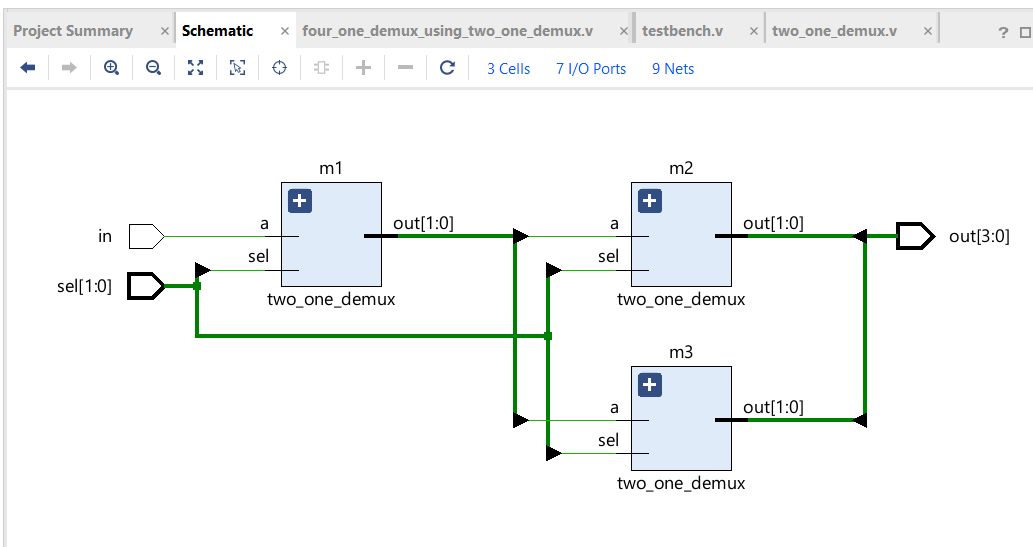 Project Summary × Schematic × four_one_demux_using_two_one_demux.v × testbench.v × two_one_demux.v × ?
3 Cells 7 I/O Ports 9 Nets
m1
a
out[1:0]
sel
two_one_demux
in
sel[1:0]
m2
a
out[1:0]
sel
two_one_demux
out[3:0]
m3
a
out[1:0]
sel
two_one_demux